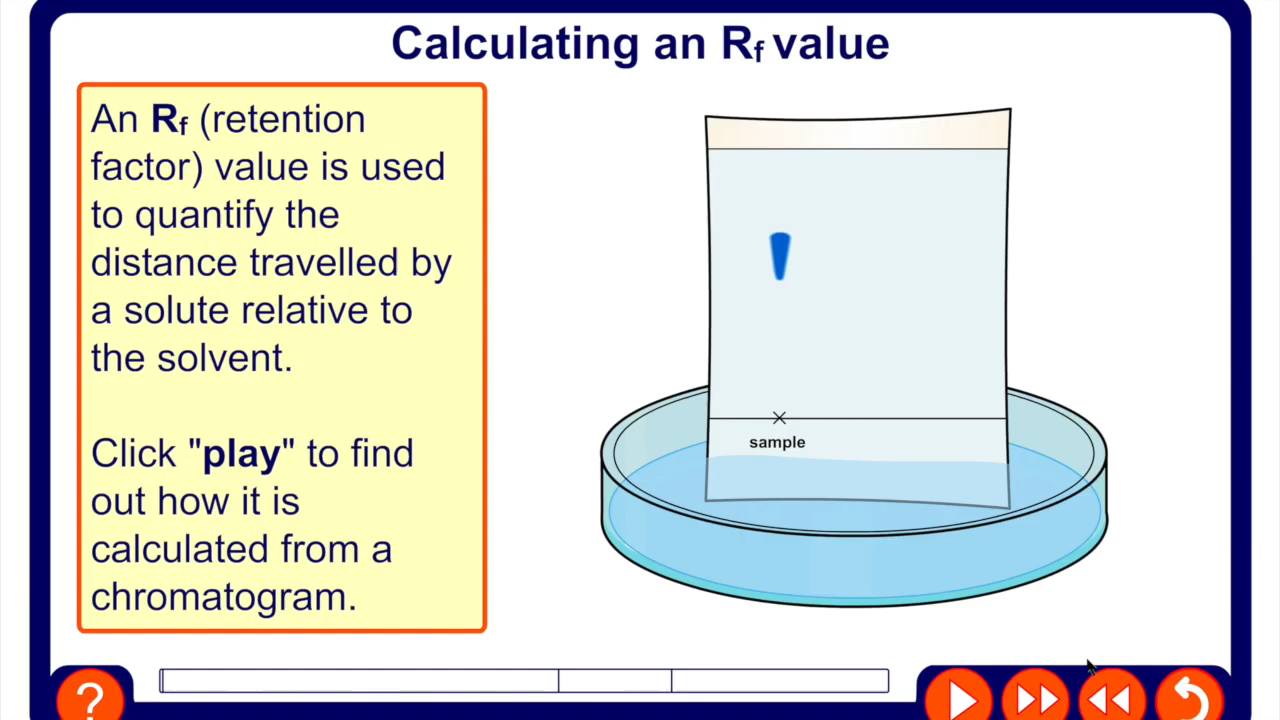 Calculating an Rf value
An Rf (retention
factor) value is used
to quantify the
distance travelled by
a solute relative to
the solvent.
Click "play" to find
out how it is
calculated from a
chromatogram.
sample
?